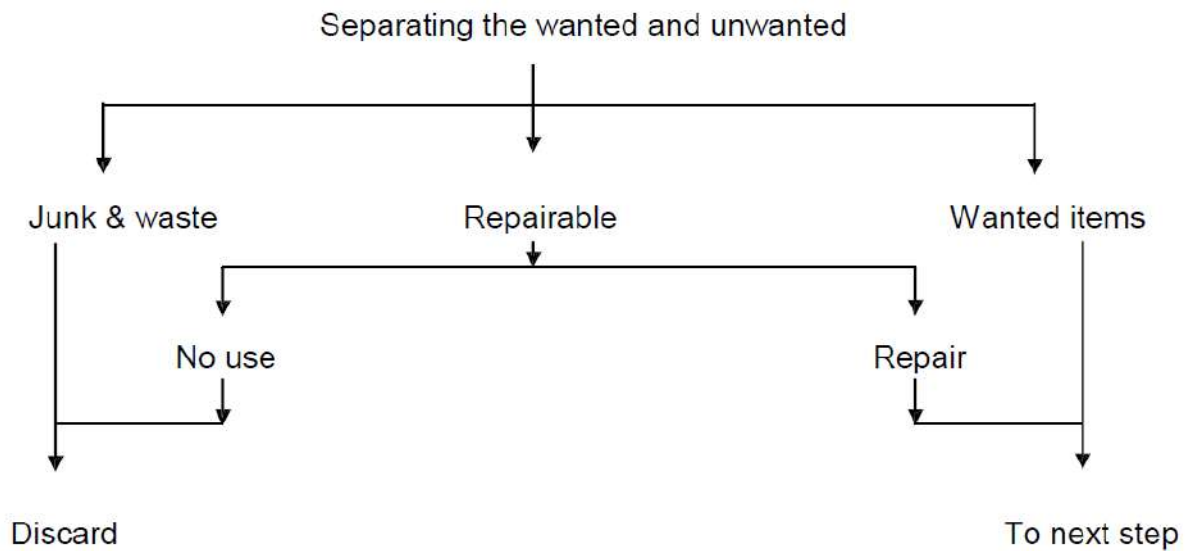 Separating the wanted and unwanted
Junk & waste
Repairable
Wanted items
No use
Repair
Discard
To next step